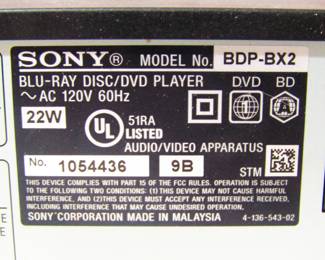 SONY® MODEL No. BDP-BX2
BLU-RAY DISC/DVD PLAYER DVD BD
~ AC 120V 60Hz
22W
UL® 51RA
LISTED
AUDIO/VIDEO APPARATUS
No. 1054436 9B STM
THIS DEVICE COMPLIES WITH PART 15 OF THE FCC RULES. OPERATION IS
SUBJECT TO THE FOLLOWING TWO CONDITIONS: (1) THIS DEVICE MAY NOT
CAUSE HARMFUL INTERFERENCE, AND (2) THIS DEVICE MUST ACCEPT ANY
INTERFERENCE RECEIVED, INCLUDING INTERFERENCE THAT MAY CAUSE UNDESIRED OPERATION.
SONY CORPORATION MADE IN MALAYSIA 4-136-543-02